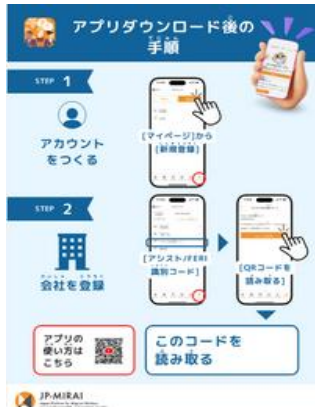 アプリダウンロード後の
手順
STEP 1
アカウント
をつくる
[マイページ]から
[新規登録]
STEP 2
会社を登録
[アシスト/FERI
識別コード]
[QRコードを
読み取る]
アプリの
使い方は
こちら
このコードを
読み取る
JP-MIRAI